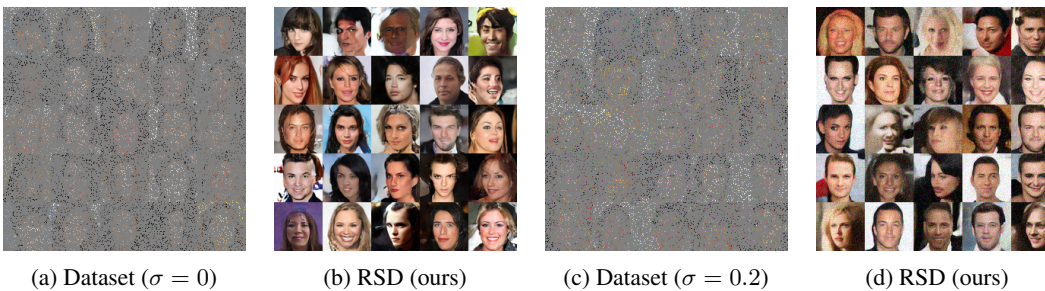 (a) Dataset (σ = 0)
(b) RSD (ours)
(c) Dataset (σ = 0.2)
(d) RSD (ours)